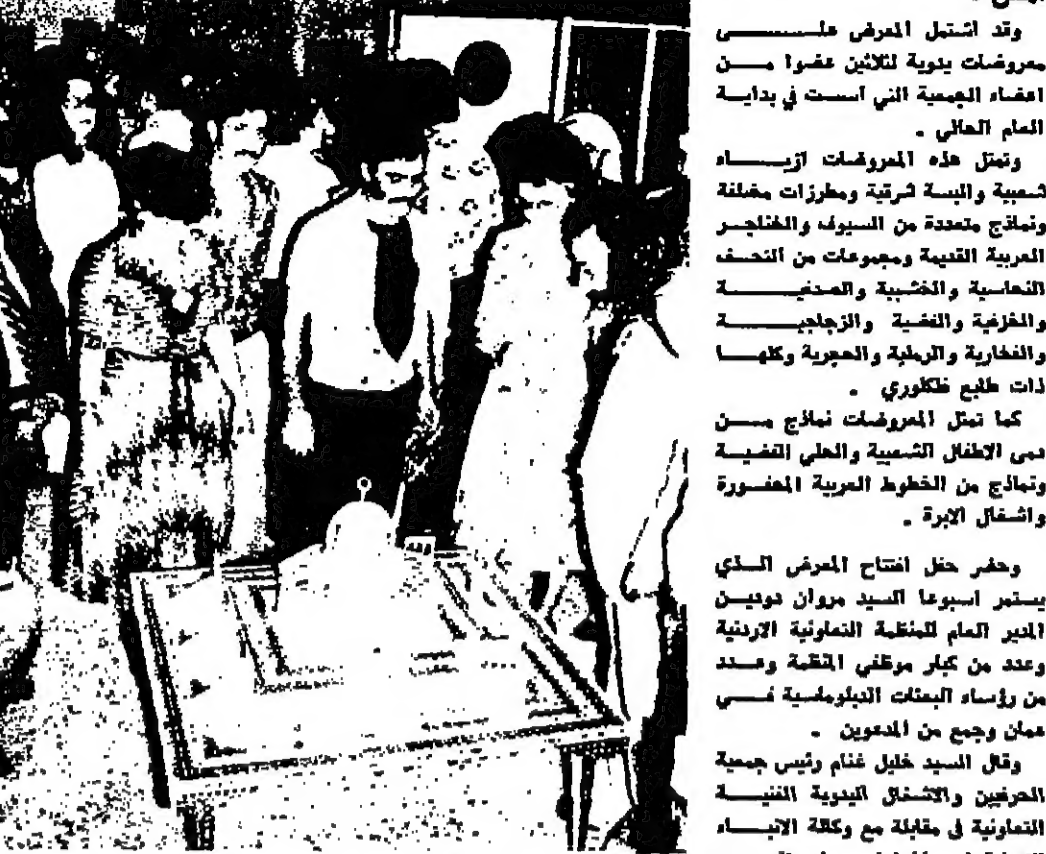 وقد اشتمل المعرض على
معروضات يدوية لثلاثين عضوا من
اعضاء الجمعية التي اسست في بداية
العام الحالي .
وتمثل هذه المعروضات ازياء
شعبية والبسة شرقية ومطرزات مختلفة
ونماذج متعددة من السيوف والخناجر
العربية القديمة ومجموعات من التحف
النحاسية والخشبية والصدفية
والخزفية والفضية والزجاجية
والفخارية والرملية والحجرية وكلها
ذات طابع فلكلوري .
كما تمثل المعروضات نماذج من
دمى الاطفال الشعبية والحلي الفضية
ونماذج من الخطوط العربية المحفورة
واشغال الابرة .
وحضر حفل افتتاح المعرض الذي
يستمر اسبوعا السيد مروان دودين
المدير العام للمنظمة التعاونية الاردنية
وعدد من كبار موظفي المنظمة وعدد
من رؤساء البعثات الدبلوماسية في
عمان وجمع من المدعوين .
وقال السيد خليل غنام رئيس جمعية
الحرفيين والاشغال اليدوية الفنية
التعاونية في مقابلة مع وكالة الانباء